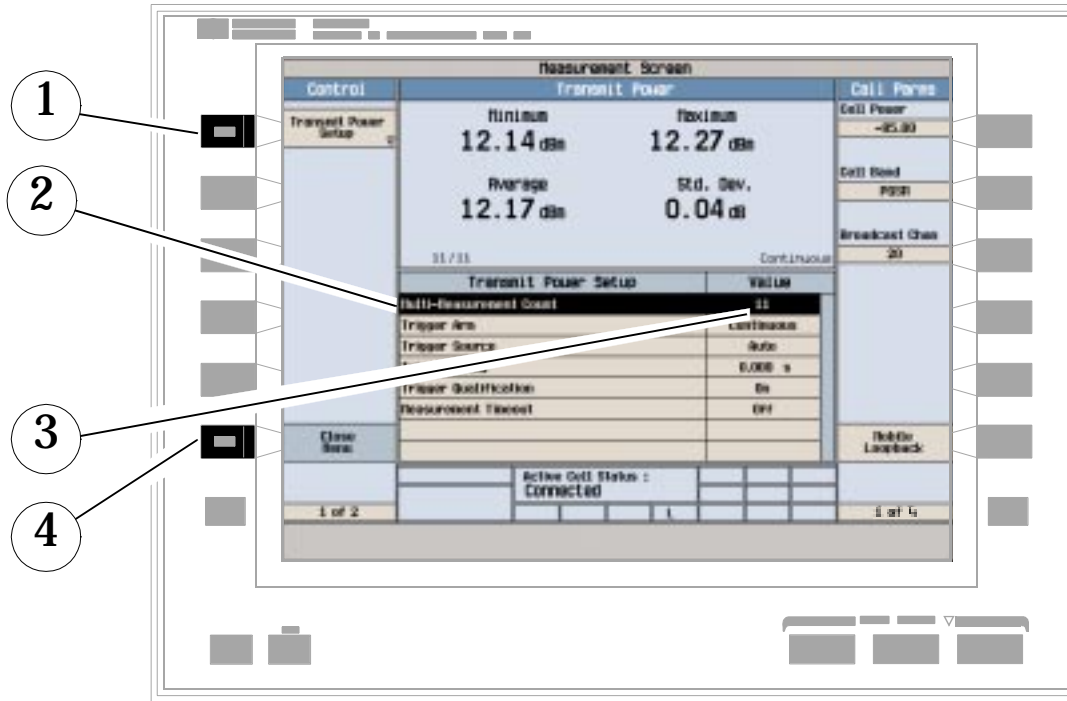 Measurement Screen
Control
Transmit Power
Call Parms
1
Transmit Power
Setup
Minimum
Maximum
12.14 dBm
12.27 dBm
Cell Power
-85.00
2
Average
Std. Dev.
12.17 dBm
0.04 dB
Cell Band
PGSM
11/11
Continuous
Broadcast Chan
20
Transmit Power Setup
Value
Multi-Measurement Count
11
Trigger Arm
Continuous
Trigger Source
Auto
0.000 s
Trigger Qualification
On
Measurement Timeout
Off
3
Close
Menu
Mobile
Loopback
4
Active Cell Status :
Connected
1 of 2
L
1 of 4